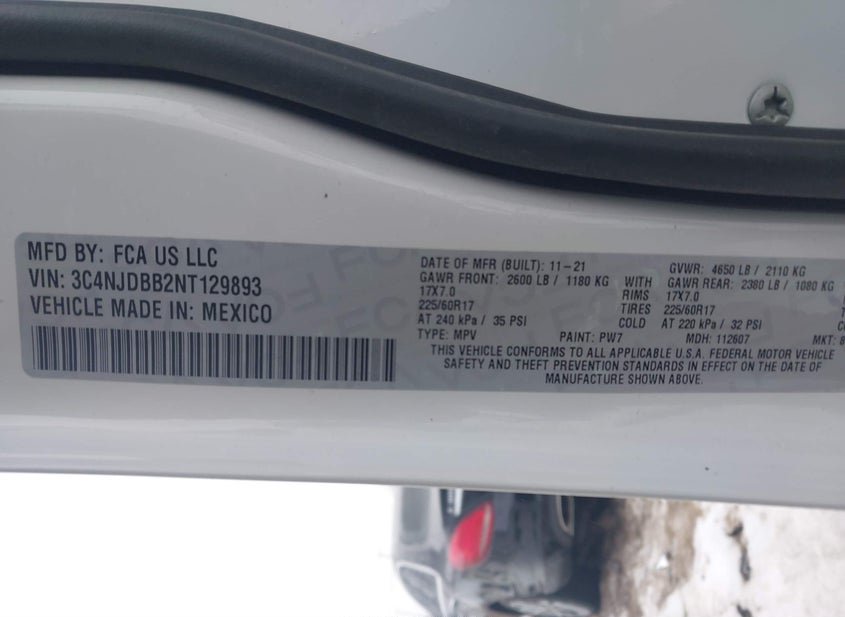 MFD BY: FCA US LLC
VIN: 3C4NJDBB2NT129893
VEHICLE MADE IN: MEXICO
DATE OF MFR (BUILT): 11-21 GVWR: 4650 LB / 2110 KG
GAWR FRONT: 2600 LB / 1180 KG WITH GAWR REAR: 2380 LB / 1080 KG
17X7.0 RIMS 17X7.0
225/60R17 TIRES 225/60R17
AT 240 kPa / 35 PSI COLD AT 220 kPa / 32 PSI
TYPE: MPV PAINT: PW7 MDH: 112607 MKT:
THIS VEHICLE CONFORMS TO ALL APPLICABLE U.S.A. FEDERAL MOTOR VEHICLE
SAFETY AND THEFT PREVENTION STANDARDS IN EFFECT ON THE DATE OF
MANUFACTURE SHOWN ABOVE.